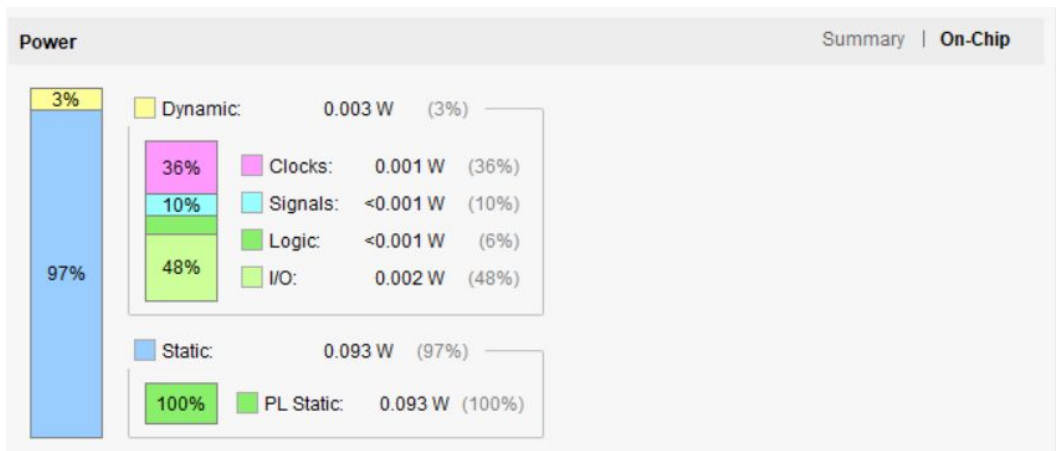 Power Summary | On-Chip
3% Dynamic: 0.003 W (3%)
36% Clocks: 0.001 W (36%)
10% Signals: <0.001 W (10%)
Logic: <0.001 W (6%)
97% 48% I/O: 0.002 W (48%)
Static: 0.093 W (97%)
100% PL Static: 0.093 W (100%)